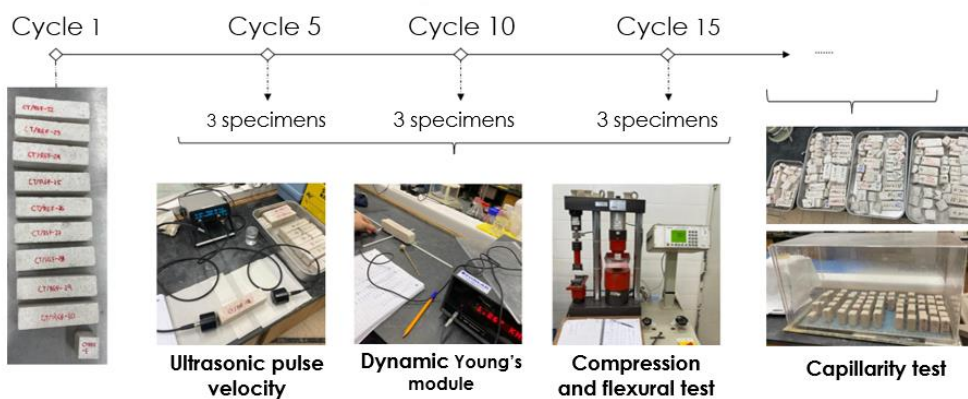 Cycle 1
Cycle 5
Cycle 10
Cycle 15
......
3 specimens
3 specimens
3 specimens
Ultrasonic pulse
velocity
Dynamic Young's
module
Compression
and flexural test
Capillarity test